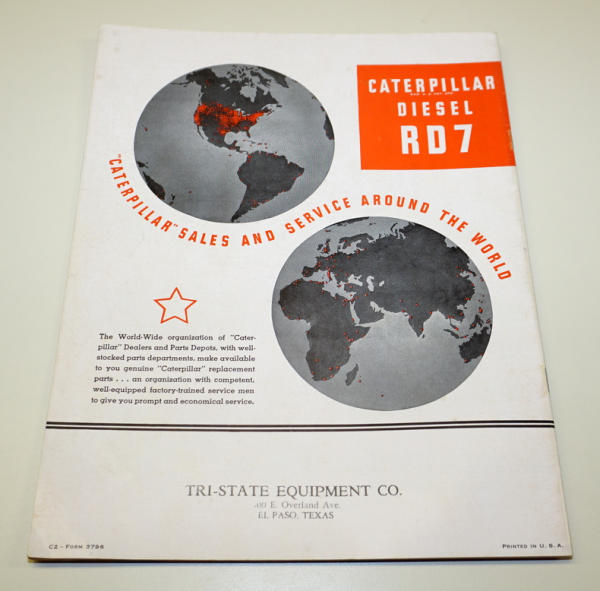 CATERPILLAR
REG. U. S. PAT. OFF.
DIESEL
RD7
"CATERPILLAR" SALES AND SERVICE AROUND THE WORLD
The World-Wide organization of "Cater-
pillar" Dealers and Parts Depots, with well-
stocked parts departments, make available
to you genuine "Caterpillar" replacement
parts . . . an organization with competent,
well-equipped factory-trained service men
to give you prompt and economical service.
TRI-STATE EQUIPMENT CO.
E. Overland Ave.
EL PASO, TEXAS
C2 - FORM 3796
PRINTED IN U. S. A.